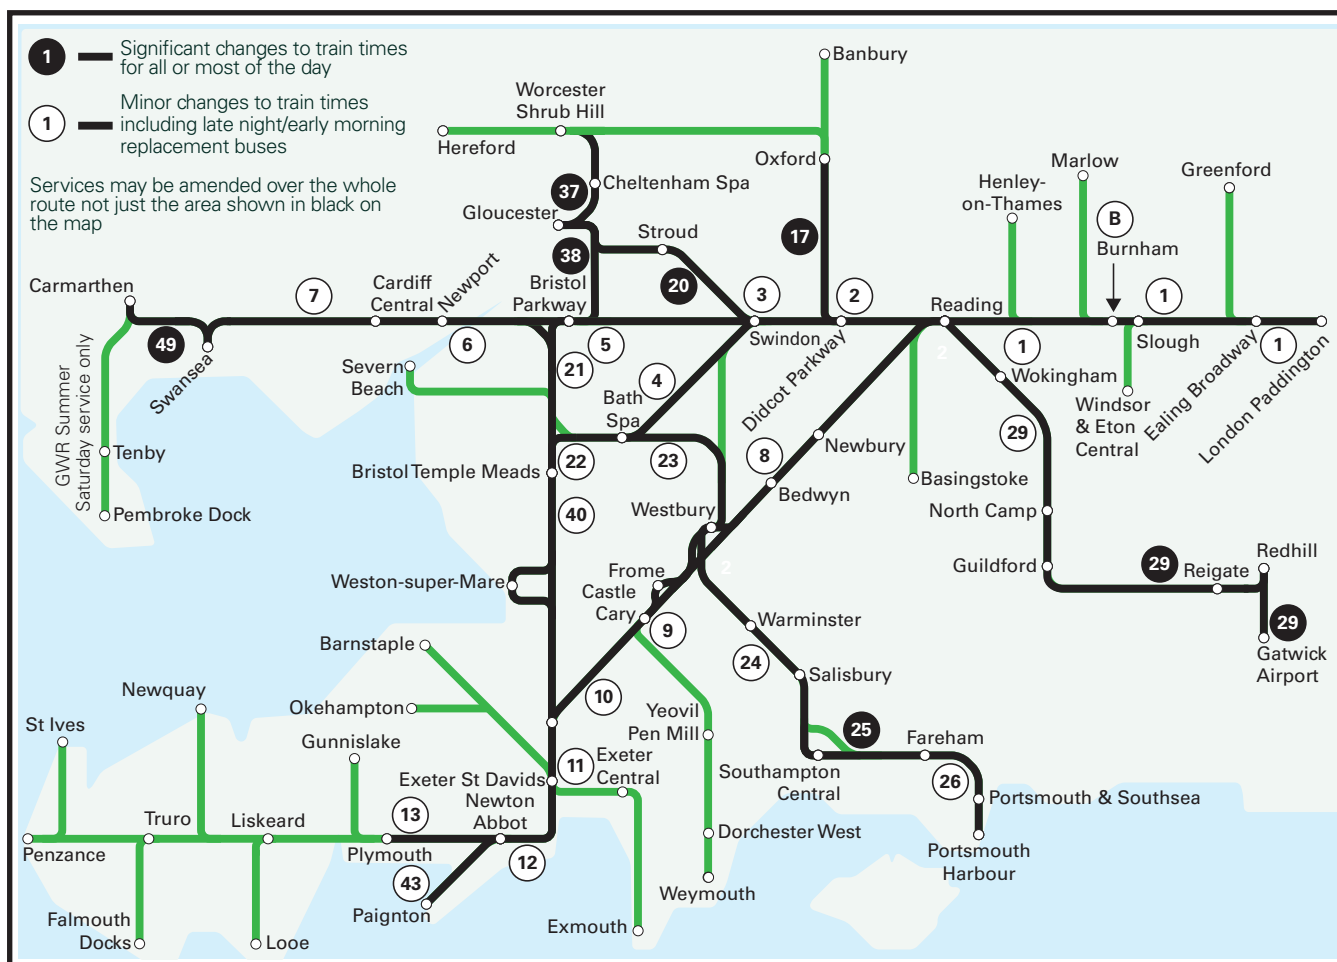 1
Significant changes to train times
for all or most of the day
1
Minor changes to train times
including late night/early morning
replacement buses
Services may be amended over the whole
route not just the area shown in black on
the map
Banbury
Worcester
Shrub Hill
Hereford
Oxford
Cheltenham Spa
37
Gloucester
Stroud
38
20
17
Marlow
Henley-
on-Thames
Greenford
B
Burnham
Carmarthen
7
Cardiff
Central
Newport
Bristol
Parkway
3
2
Reading
1
49
Swansea
6
5
Swindon
Didcot Parkway
2
1
Slough
1
Ealing Broadway
London Paddington
GWR Summer
Saturday service only
Tenby
Pembroke Dock
Severn
Beach
21
4
Bath
Spa
Wokingham
Windsor
& Eton
Central
29
Newbury
8
Bedwyn
Basingstoke
Bristol Temple Meads
22
23
40
Westbury
North Camp
2
Weston-super-Mare
Frome
Castle
Cary
Guildford
29
Reigate
Redhill
29
Gatwick
Airport
9
Warminster
24
Salisbury
Barnstaple
10
Newquay
Okehampton
Yeovil
Pen Mill
St Ives
Gunnislake
25
Fareham
11
Exeter
Central
Exeter St Davids
Southampton
Central
26
Portsmouth & Southsea
Newton
Abbot
Truro
Liskeard
13
Penzance
Plymouth
12
43
Dorchester West
Portsmouth
Harbour
Weymouth
Paignton
Falmouth
Docks
Looe
Exmouth